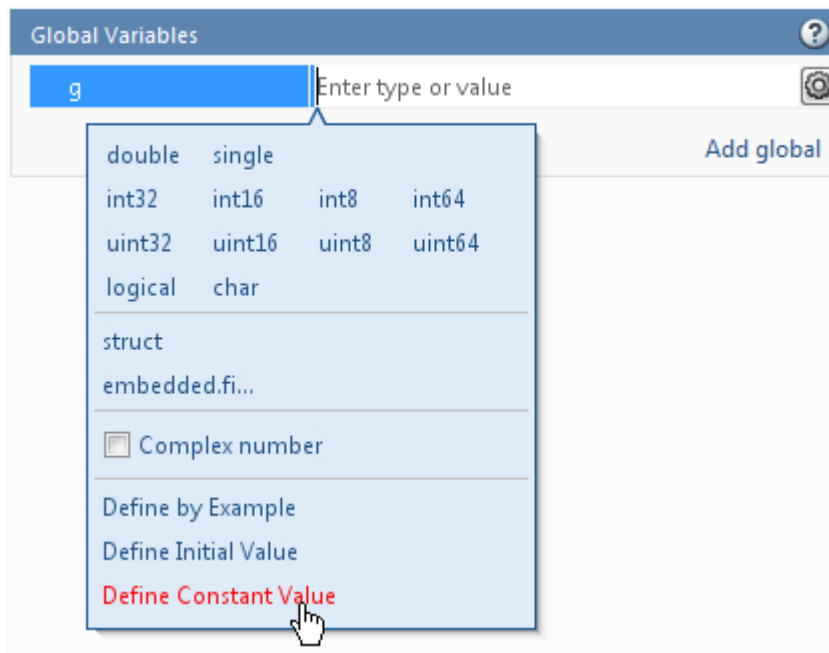 Global Variables ?
g Enter type or value
Add global
double single
int32 int16 int8 int64
uint32 uint16 uint8 uint64
logical char
struct
embedded.fi...
Complex number
Define by Example
Define Initial Value
Define Constant Value